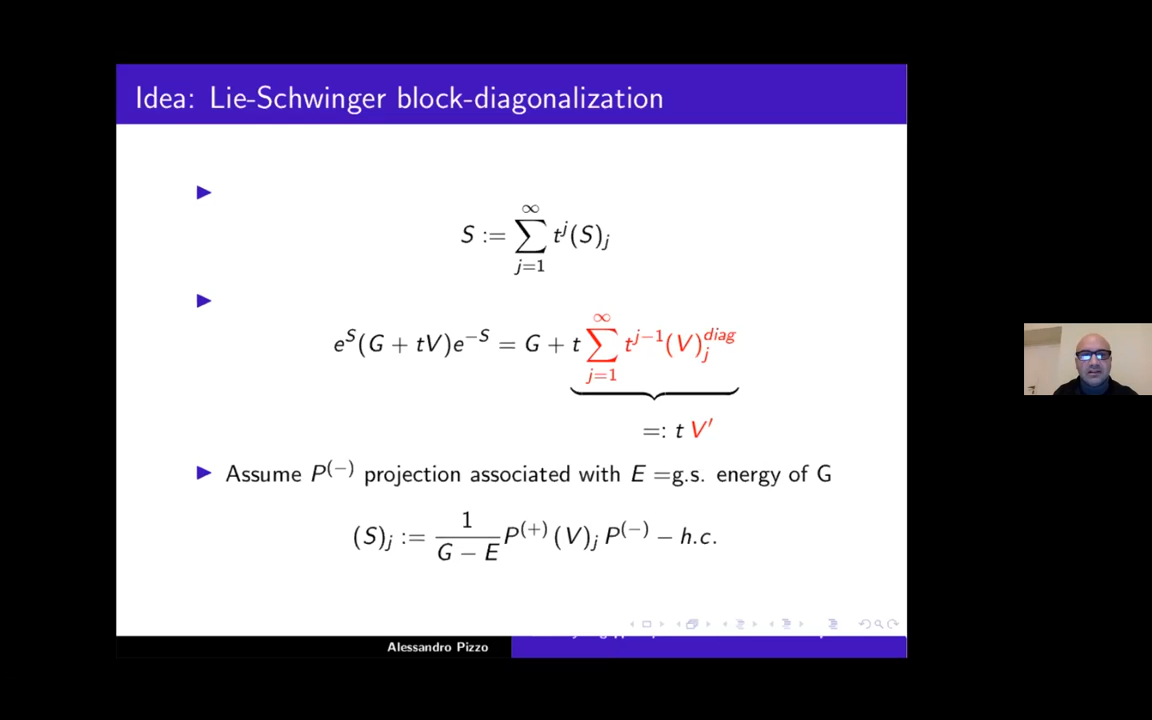 Idea: Lie-Schwinger block-diagonalization
▶
S := ∑_{j=1}^{∞} t^j (S)_j
▶
e^S (G + tV) e^{−S} = G + t ∑_{j=1}^{∞} t^{j−1} (V)_j^{diag}
=: t V′
▶ Assume P^{(−)} projection associated with E =g.s. energy of G
(S)_j := \frac{1}{G − E} P^{(+)} (V)_j P^{(−)} − h.c.
Alessandro Pizzo